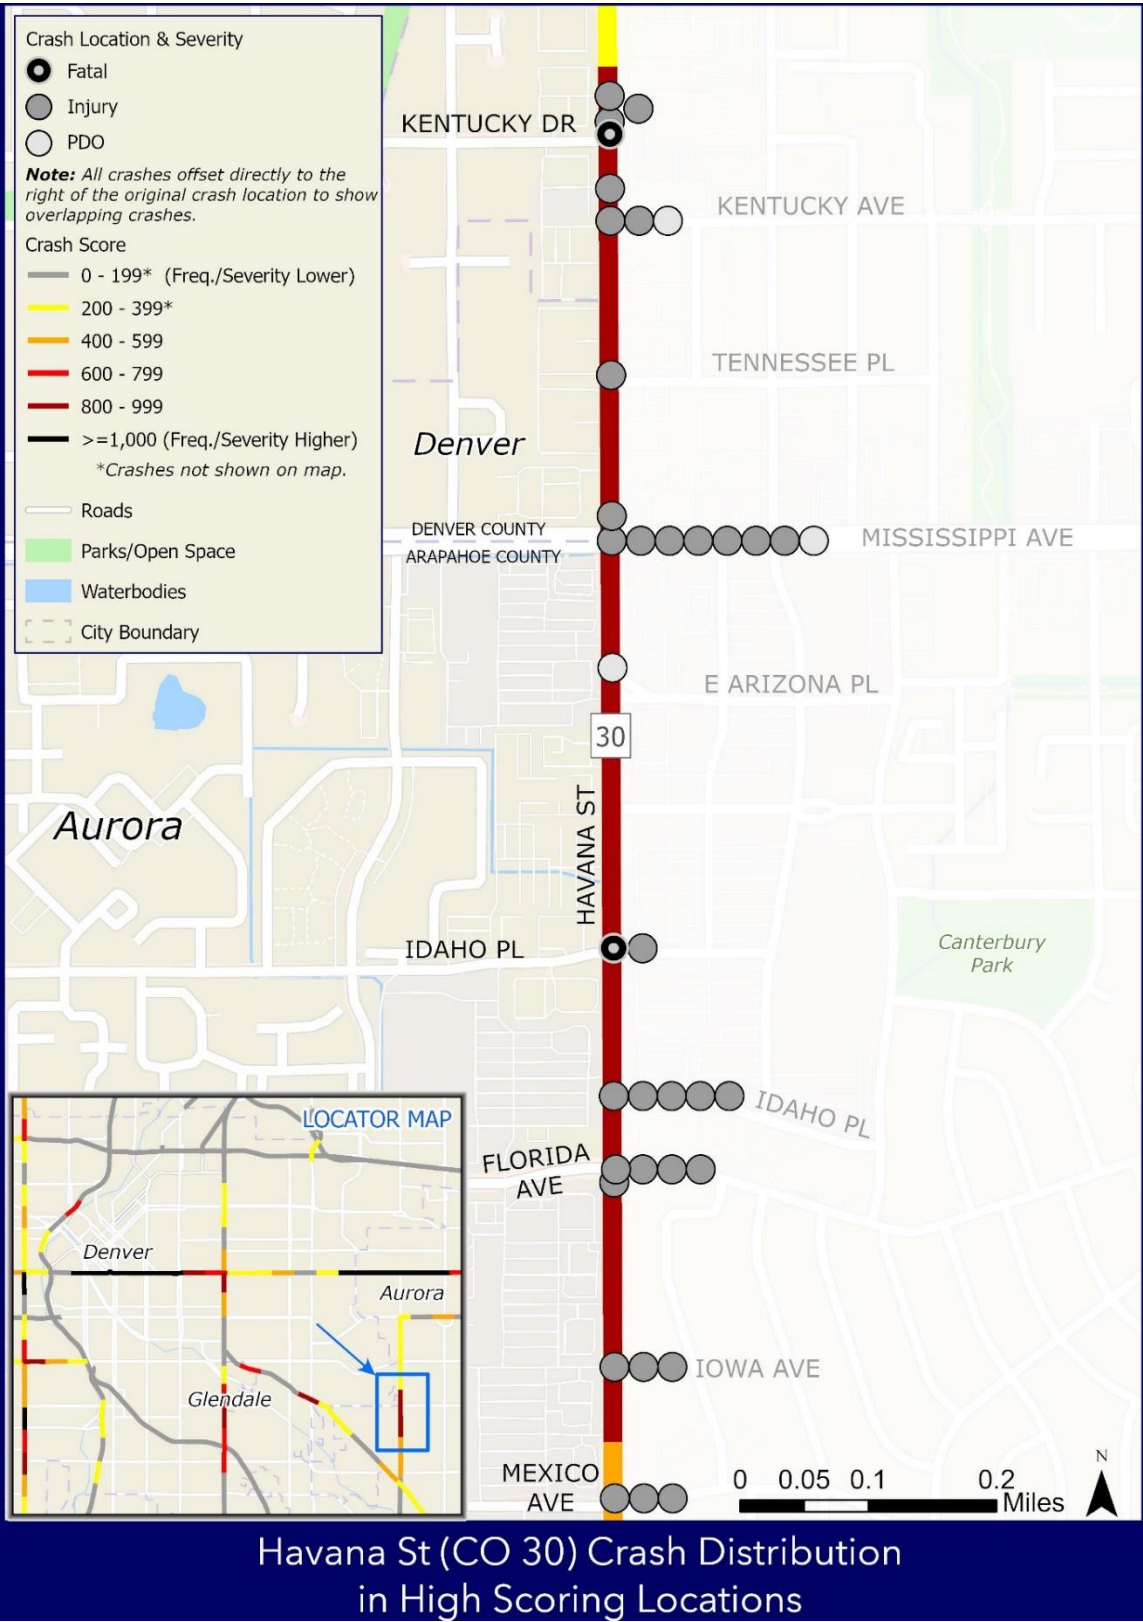 Crash Location & Severity
Fatal
Injury
PDO
Note: All crashes offset directly to the
right of the original crash location to show
overlapping crashes.
Crash Score
0 - 199* (Freq./Severity Lower)
200 - 399*
400 - 599
600 - 799
800 - 999
>=1,000 (Freq./Severity Higher)
*Crashes not shown on map.
Roads
Parks/Open Space
Waterbodies
City Boundary
KENTUCKY DR
KENTUCKY AVE
TENNESSEE PL
Denver
DENVER COUNTY
ARAPAHOE COUNTY
MISSISSIPPI AVE
E ARIZONA PL
30
HAVANA ST
Aurora
IDAHO PL
Canterbury
Park
IDAHO PL
FLORIDA
AVE
IOWA AVE
MEXICO
AVE
LOCATOR MAP
Denver
Aurora
Glendale
0 0.05 0.1 0.2
Miles
N
Havana St (CO 30) Crash Distribution
in High Scoring Locations